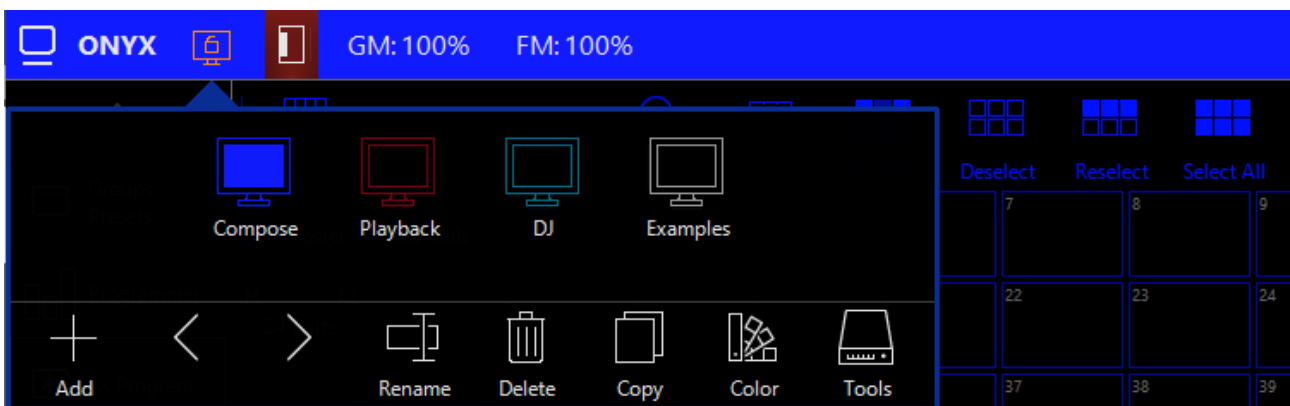 ONYX GM: 100% FM: 100%
Deselect Reselect Select All
Compose Playback DJ Examples
7 8 9
22 23 24
Add Rename Delete Copy Color Tools
37 38 39